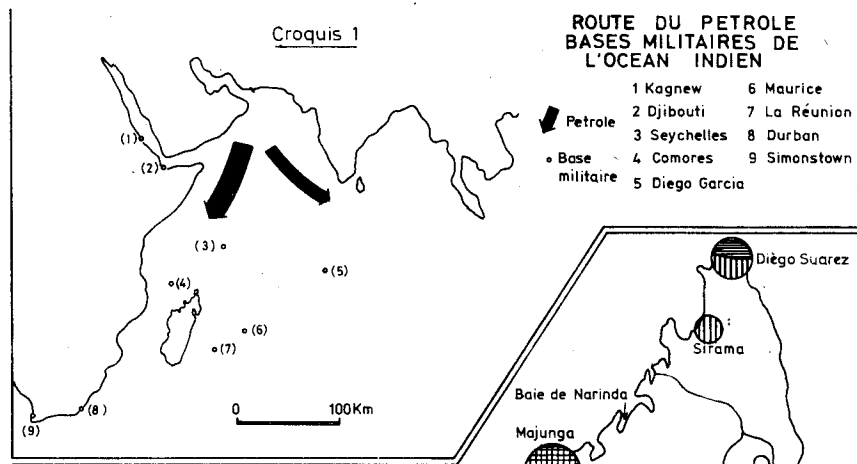 Croquis 1
ROUTE DU PETROLE
BASES MILITAIRES DE
L'OCEAN INDIEN
Petrole
Base
militaire
1 Kagnew
2 Djibouti
3 Seychelles
4 Comores
5 Diego Garcia
6 Maurice
7 La Réunion
8 Durban
9 Simonstown
(1)
(2)
(3)
(4)
(5)
(6)
(7)
(8)
(9)
0 100Km
Diègo Suarez
Sirama
Baie de Narinda
Majunga